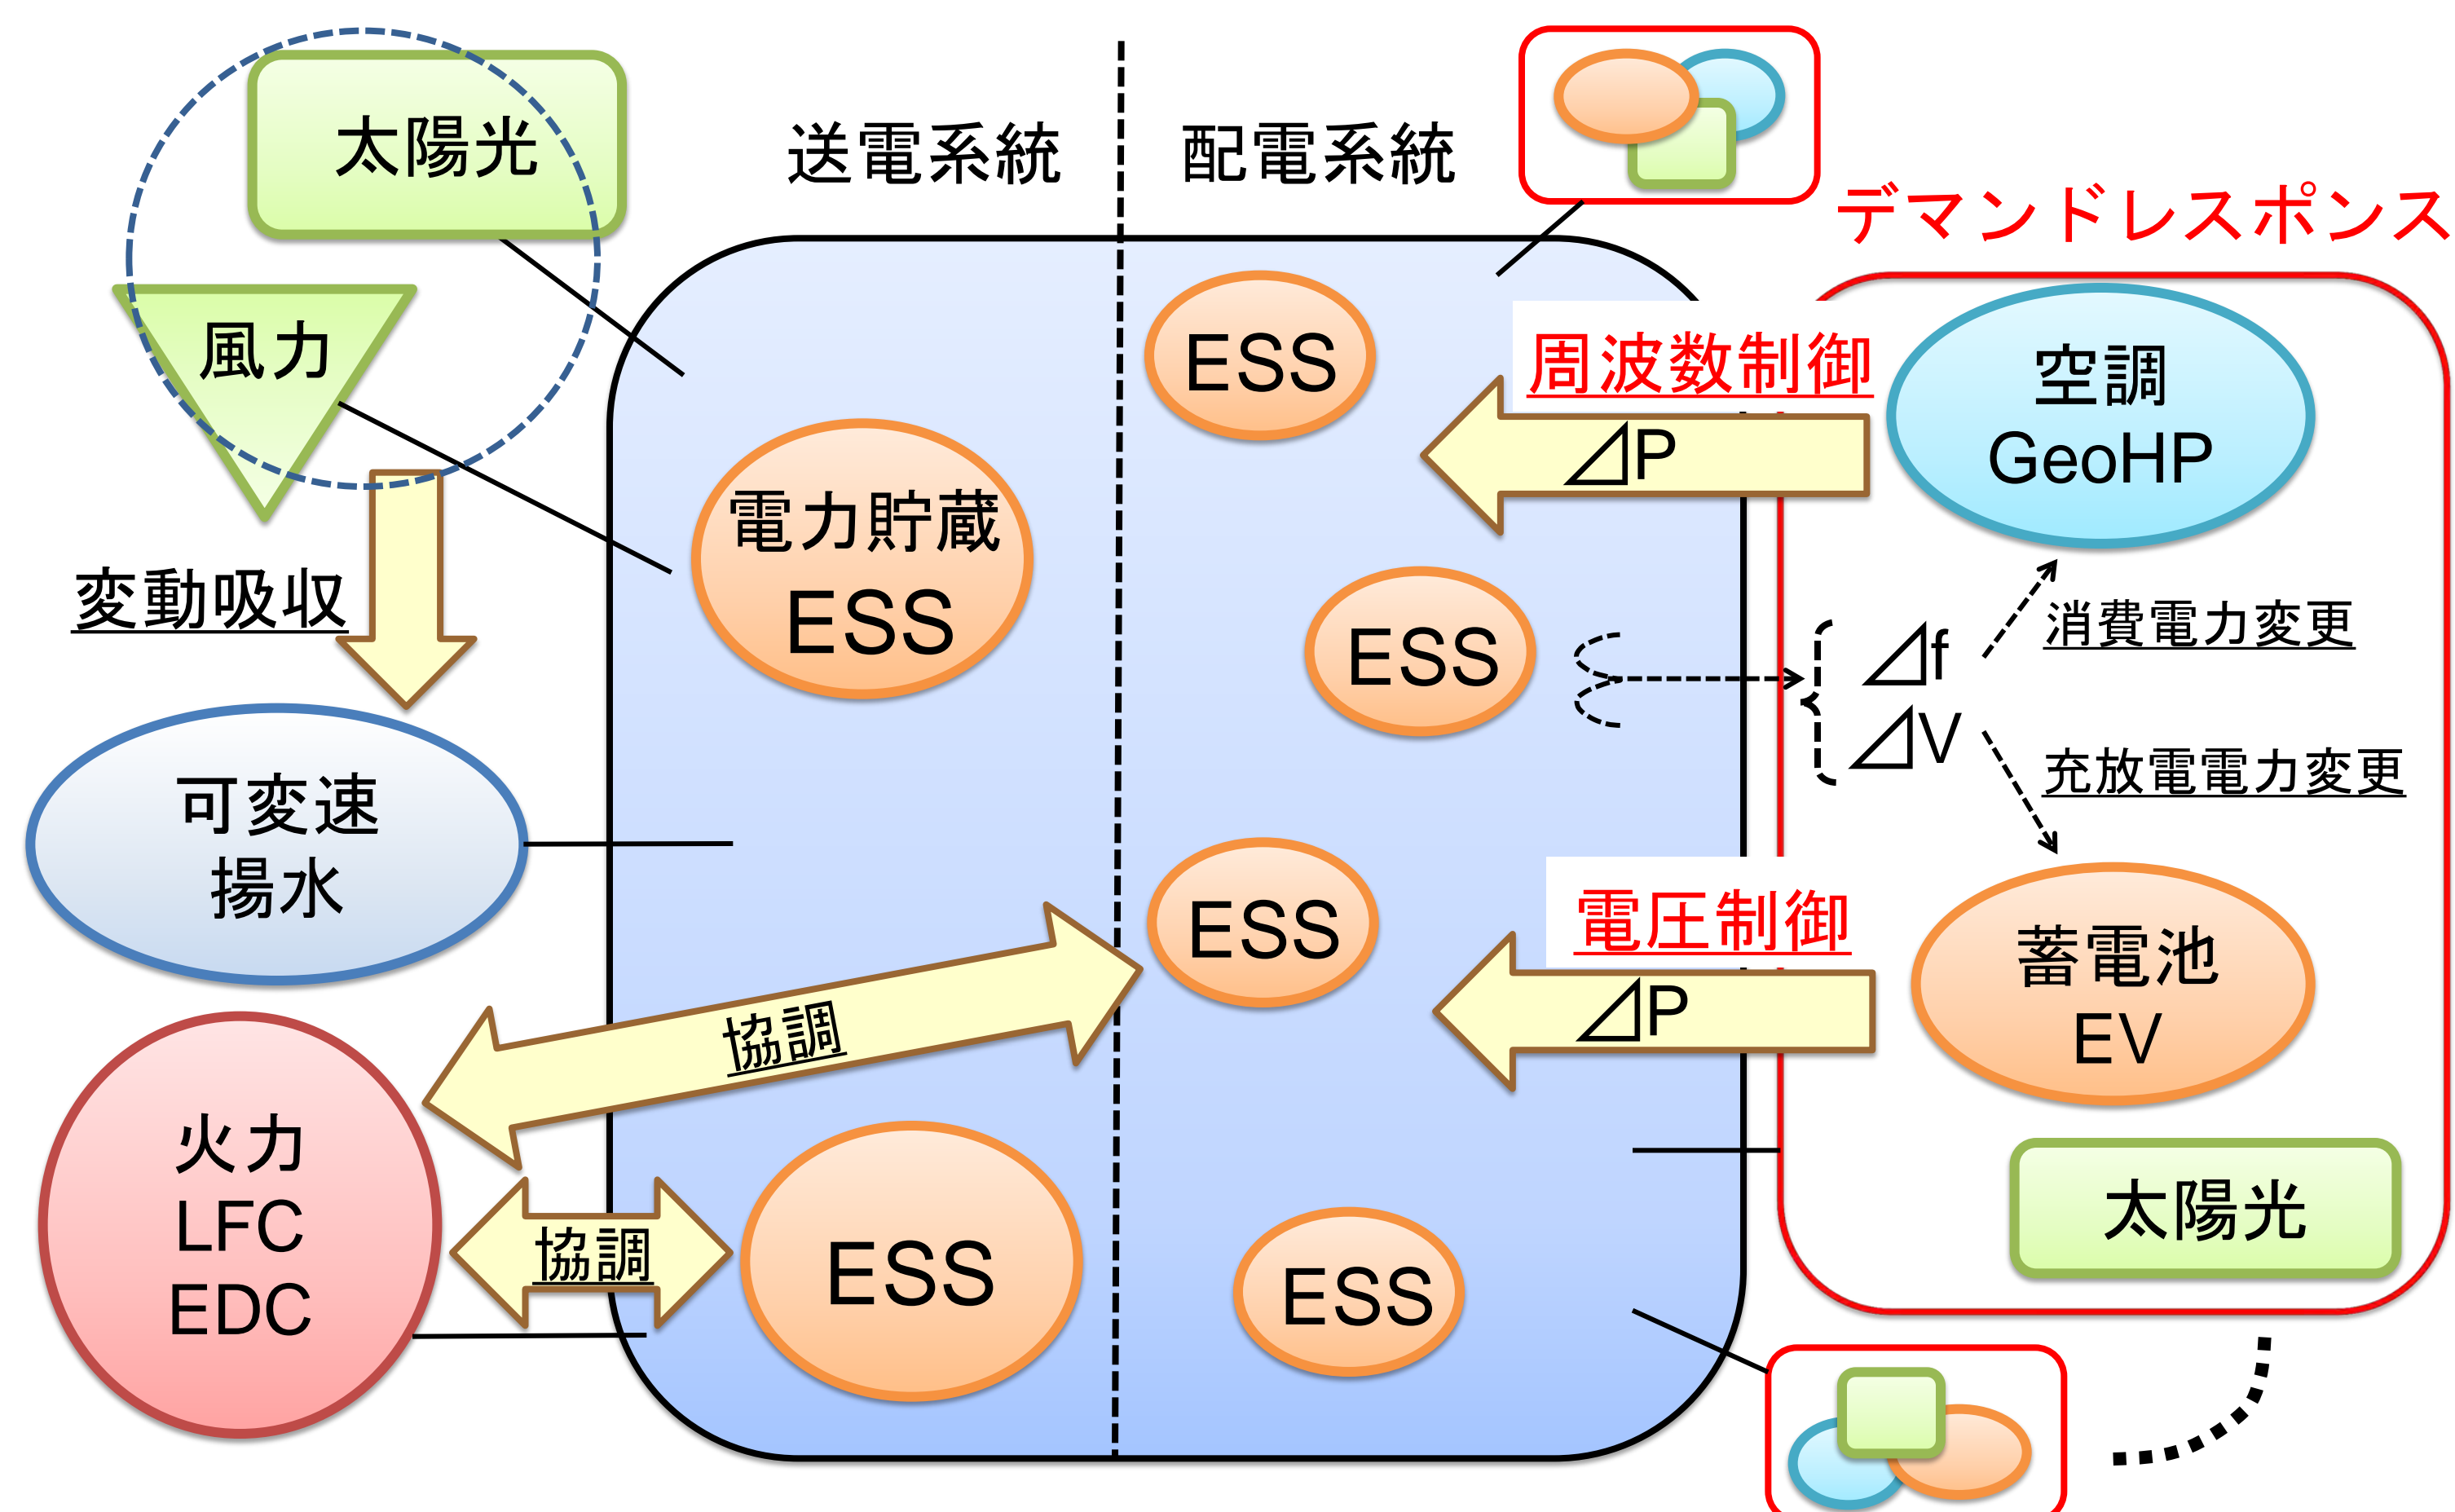 太陽光
送電系統
配電系統
デマンドレスポンス
風力
ESS
周波数制御
⊿P
空調
GeoHP
電力貯蔵
ESS
変動吸収
ESS
⊿f
⊿V
消費電力変更
充放電電力変更
可変速
揚水
ESS
電圧制御
⊿P
蓄電池
EV
協調
火力
LFC
EDC
協調
ESS
ESS
太陽光